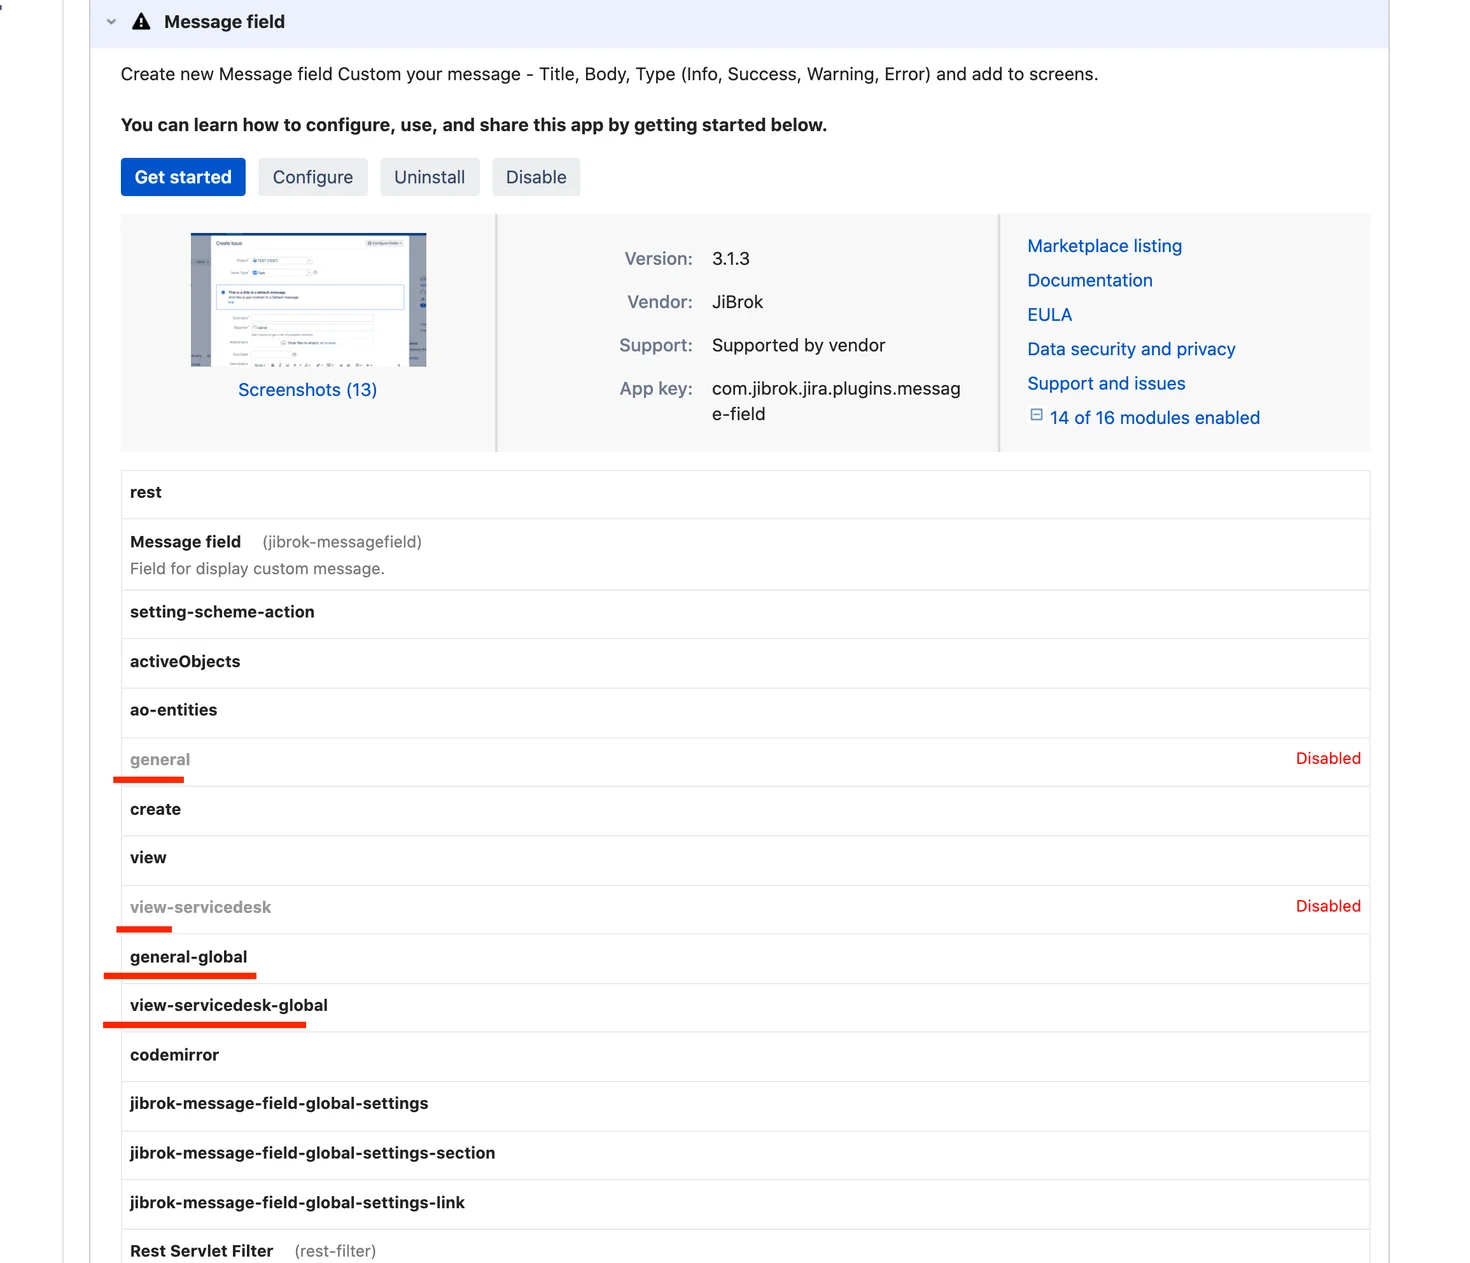 Message field
Create new Message field Custom your message - Title, Body, Type (Info, Success, Warning, Error) and add to screens.
You can learn how to configure, use, and share this app by getting started below.
Get started
Configure
Uninstall
Disable
Create Issue
Screenshots (13)
Version: 3.1.3
Vendor: JiBrok
Support: Supported by vendor
App key: com.jibrok.jira.plugins.messag
e-field
Marketplace listing
Documentation
EULA
Data security and privacy
Support and issues
14 of 16 modules enabled
rest
Message field (jibrok-messagefield)
Field for display custom message.
setting-scheme-action
activeObjects
ao-entities
general Disabled
create
view
view-servicedesk Disabled
general-global
view-servicedesk-global
codemirror
jibrok-message-field-global-settings
jibrok-message-field-global-settings-section
jibrok-message-field-global-settings-link
Rest Servlet Filter (rest-filter)